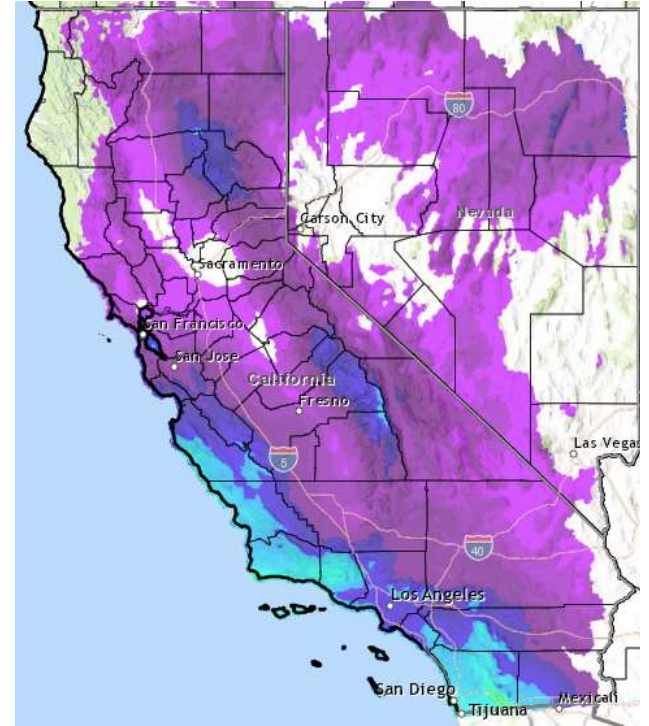 80
Carson City
Nevada
Sacramento
San Francisco
San Jose
California
Fresno
5
Las Vegas
40
Los Angeles
San Diego
Mexicali
Tijuana